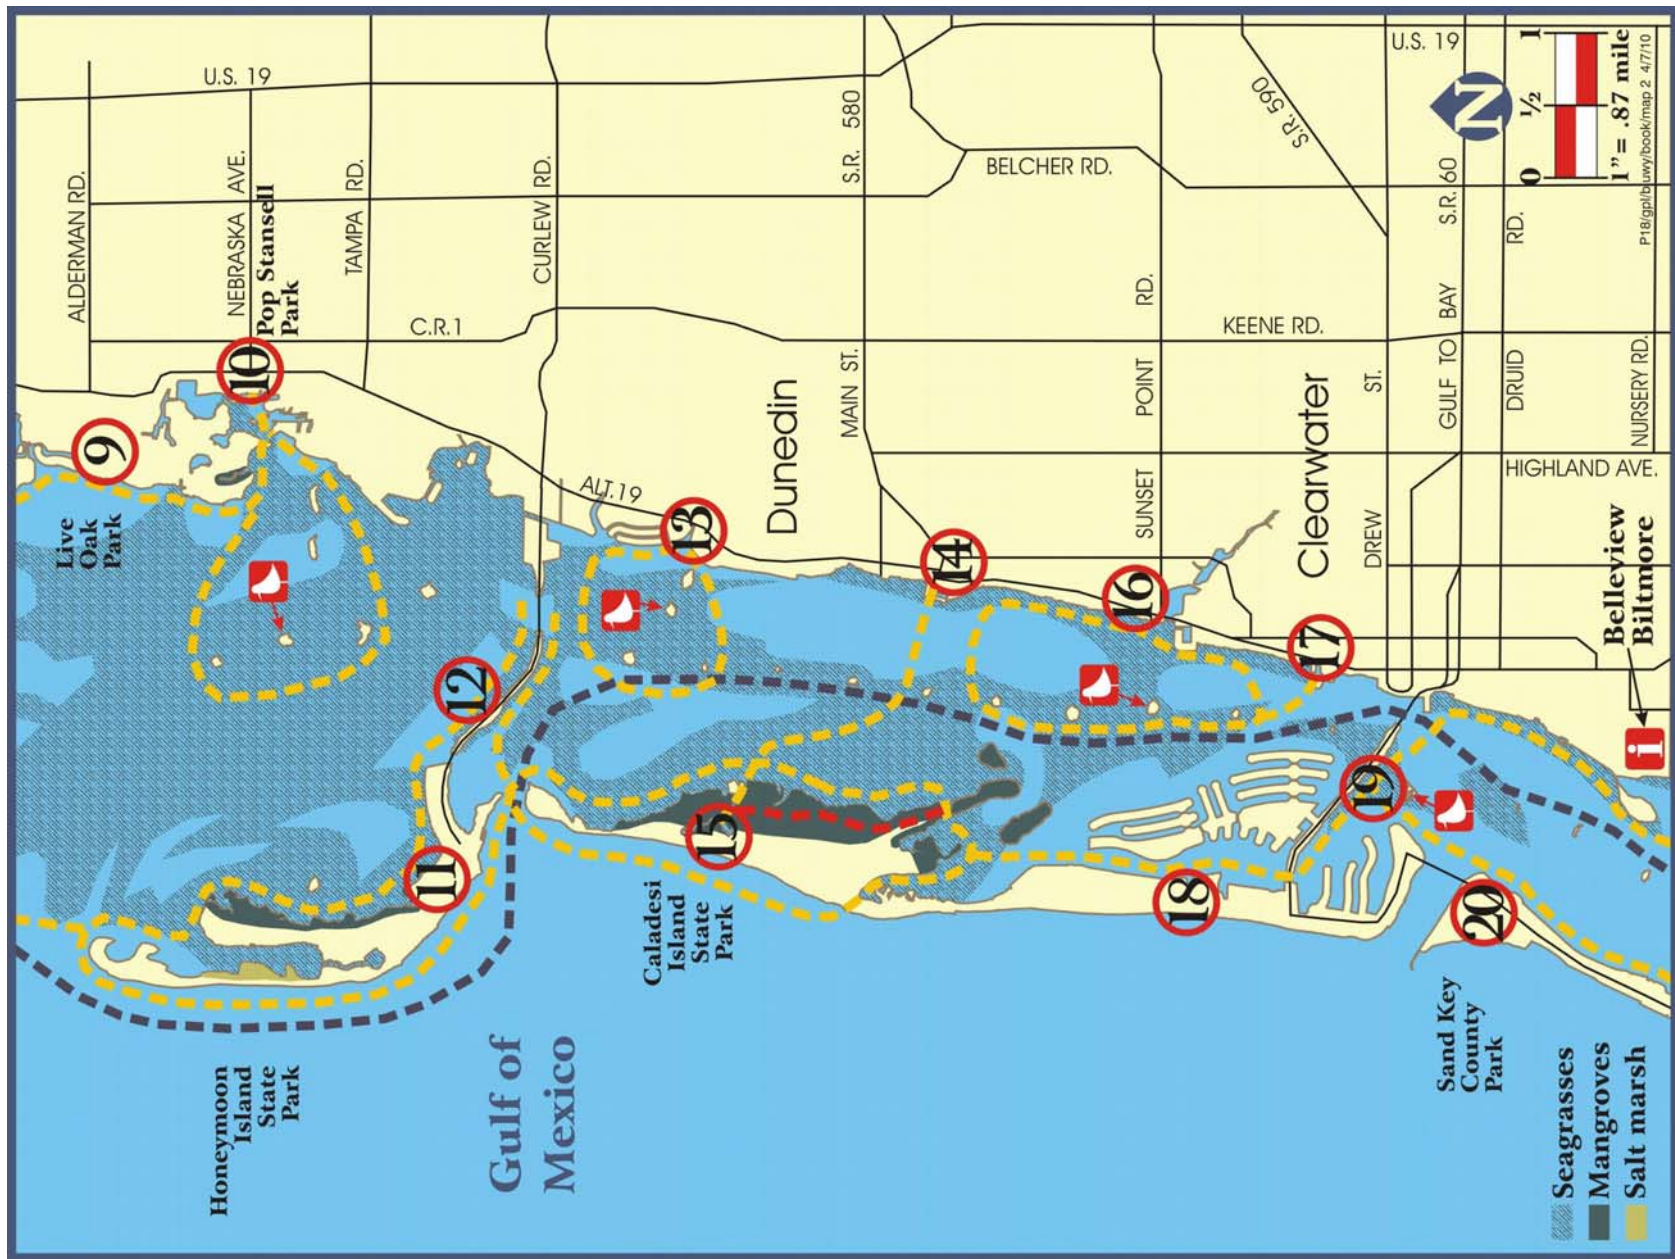 U.S. 19
ALDERMAN RD.
NEBRASKA AVE.
Pop Stansell
Park
TAMPA RD.
CURLEW RD.
C.R.1
S.R. 580
BELCHER RD.
S.R. 590
U.S. 19
N
0 ½ 1
1”= .87 mile
P18/gpl/bluwy/book/map 2 4/7/10
S.R. 60
GULF TO BAY
DRUID RD.
NURSERY RD.
KEENE RD.
SUNSET POINT RD.
MAIN ST.
Dunedin
Clearwater
DREW ST.
HIGHLAND AVE.
ALT.19
Live
Oak
Park
9
10
11
12
13
14
15
16
17
18
19
20
Belleview
Biltmore
i
Honeymoon
Island
State
Park
Caladesi
Island
State
Park
Gulf of
Mexico
Sand Key
County
Park
Seagrasses
Mangroves
Salt marsh